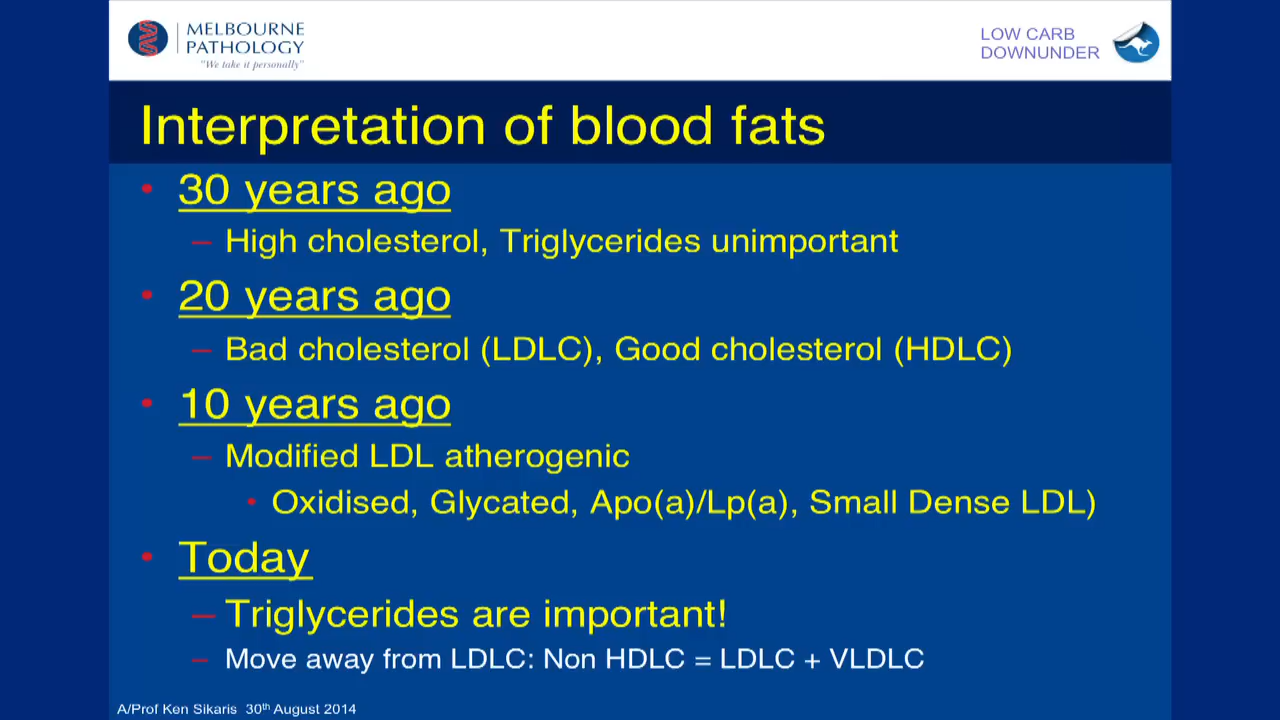 MELBOURNE
PATHOLOGY
"We take it personally"
LOW CARB
DOWNUNDER
Interpretation of blood fats
• 30 years ago
– High cholesterol, Triglycerides unimportant
• 20 years ago
– Bad cholesterol (LDLC), Good cholesterol (HDLC)
• 10 years ago
– Modified LDL atherogenic
• Oxidised, Glycated, Apo(a)/Lp(a), Small Dense LDL)
• Today
– Triglycerides are important!
– Move away from LDLC: Non HDLC = LDLC + VLDLC
A/Prof Ken Sikaris 30th August 2014